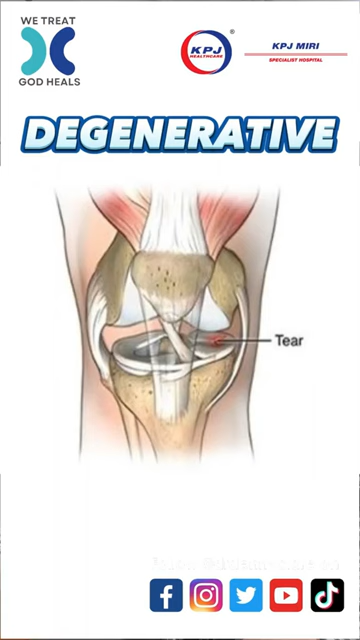 WE TREAT
GOD HEALS
KPJ
HEALTHCARE
®
KPJ MIRI
SPECIALIST HOSPITAL
DEGENERATIVE
Tear